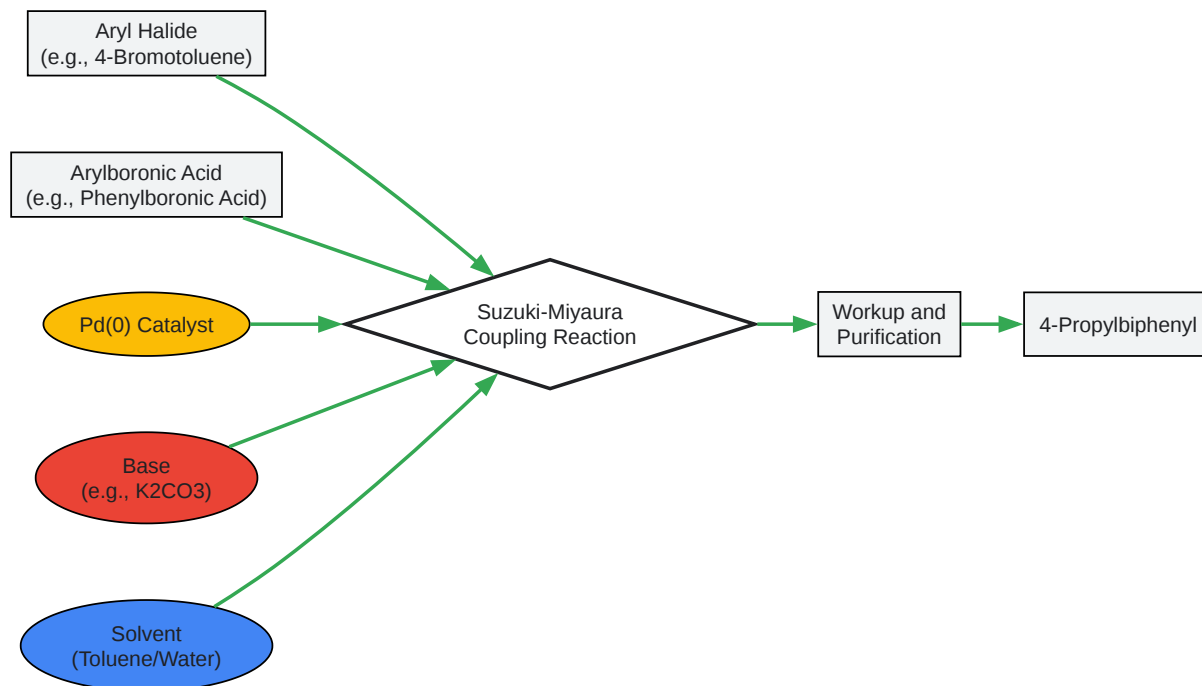 Aryl Halide
(e.g., 4-Bromotoluene)
Arylboronic Acid
(e.g., Phenylboronic Acid)
Pd(0) Catalyst
Base
(e.g., K2CO3)
Solvent
(Toluene/Water)
Suzuki-Miyaura
Coupling Reaction
Workup and
Purification
4-Propylbiphenyl